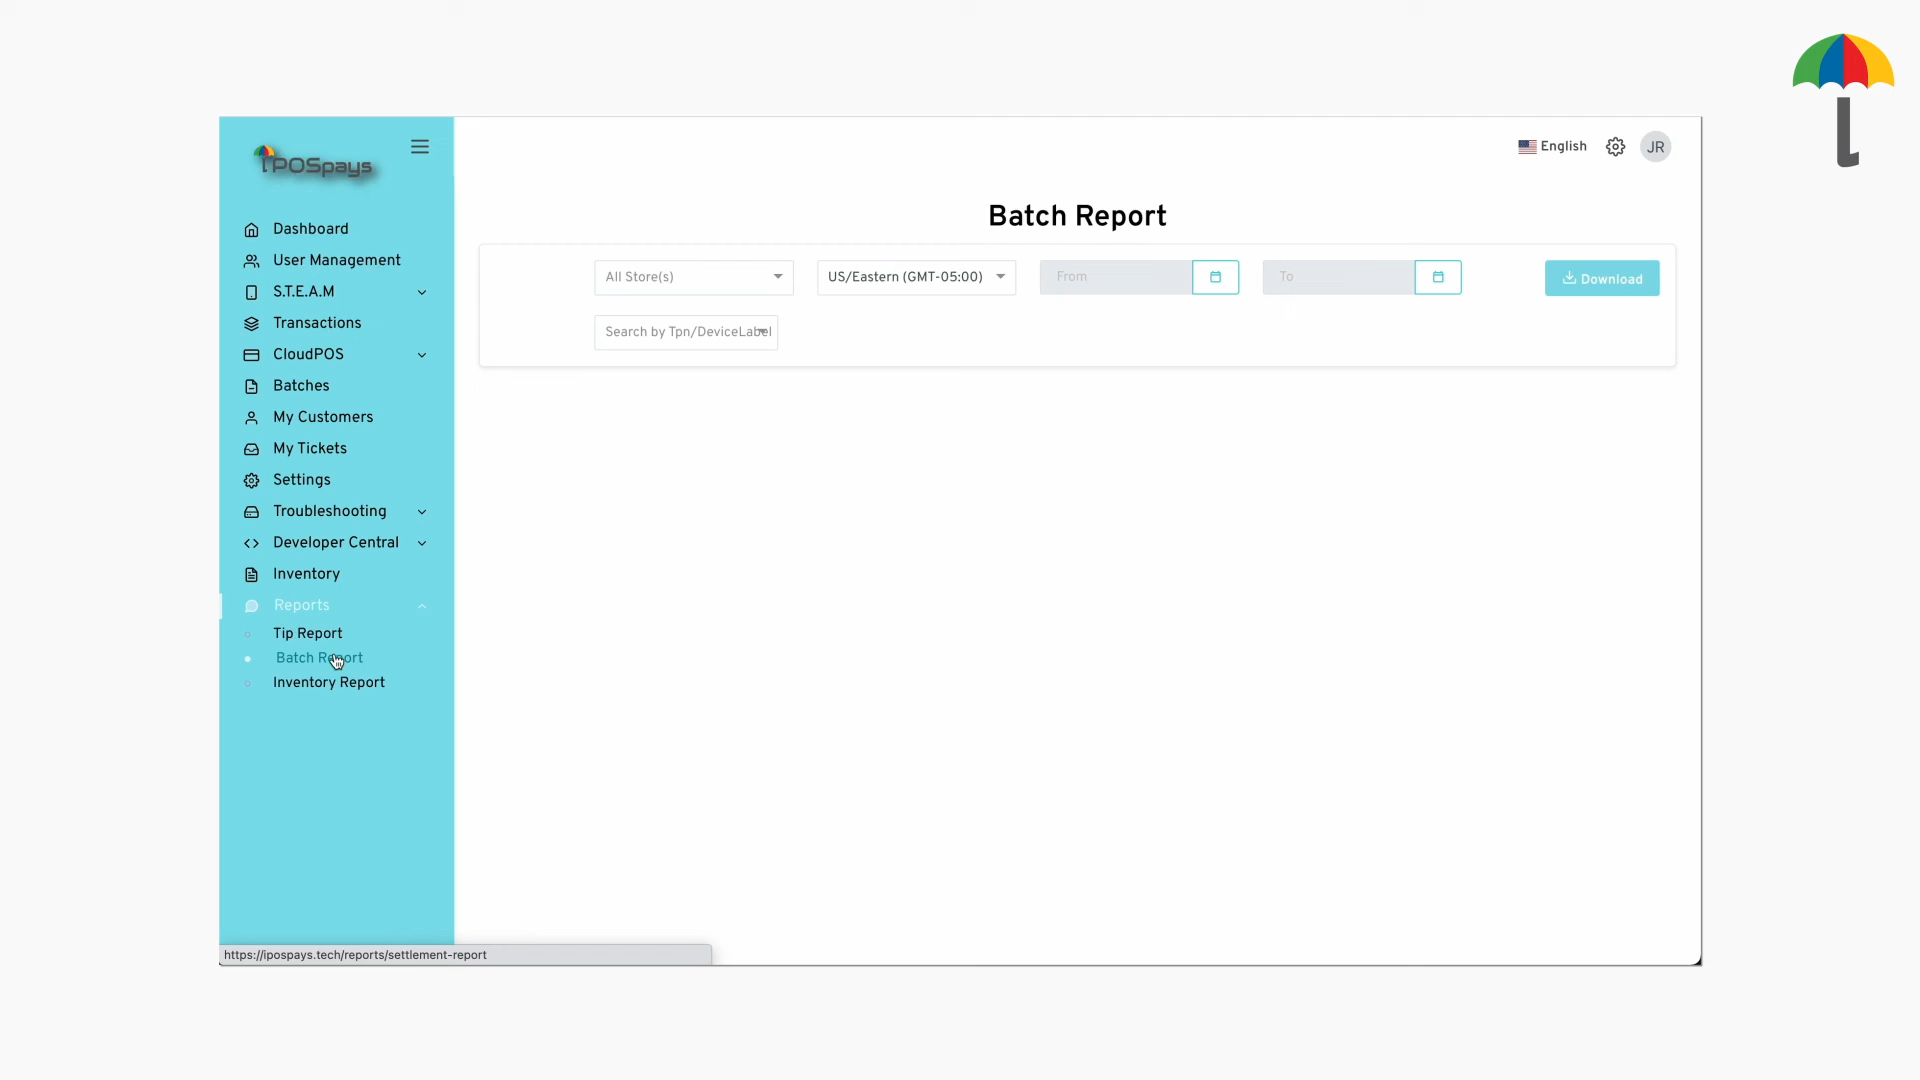 iPOSpays
English
JR
Dashboard
User Management
S.T.E.A.M
Transactions
CloudPOS
Batches
My Customers
My Tickets
Settings
Troubleshooting
Developer Central
Inventory
Reports
Tip Report
Batch Report
Inventory Report
Batch Report
All Store(s)
US/Eastern (GMT-05:00)
From
To
Download
Search by Tpn/DeviceLabel
https://ipospays.tech/reports/settlement-report